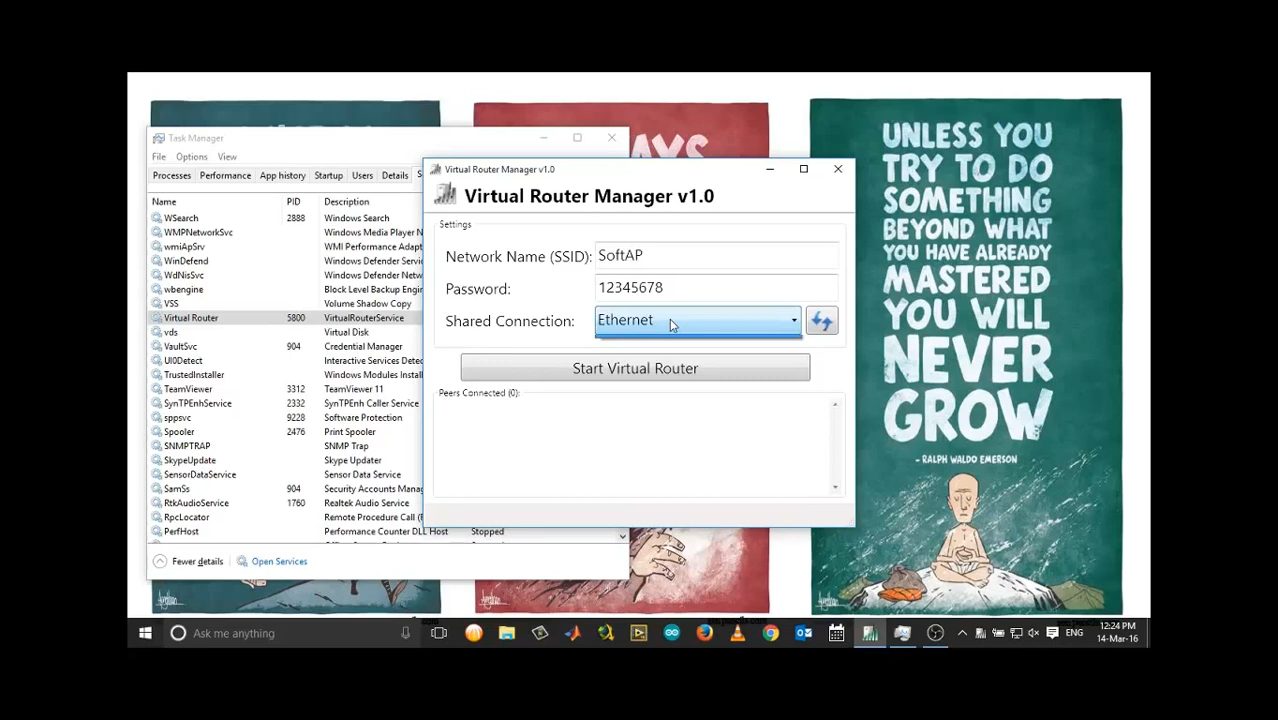 Task Manager
File Options View
Processes Performance App history Startup Users Details
Name PID Description
WSearch 2888 Windows Search
WMPNetworkSvc Windows Media Player N
wmiApSrv WMI Performance Adapt
WinDefend Windows Defender Servi
WdNisSvc Windows Defender Netw
wbengine Block Level Backup Engin
VSS Volume Shadow Copy
Virtual Router 5800 VirtualRouterService
vds Virtual Disk
VaultSvc 904 Credential Manager
UI0Detect Interactive Services Detec
TrustedInstaller Windows Modules Install
TeamViewer 3312 TeamViewer 11
SynTPEnhService 2332 SynTPEnh Caller Service
sppsvc 9228 Software Protection
Spooler 2476 Print Spooler
SNMPTRAP SNMP Trap
SkypeUpdate Skype Updater
SensorDataService Sensor Data Service
SamSs 904 Security Accounts Manag
RtkAudioService 1760 Realtek Audio Service
RpcLocator Remote Procedure Call (
PerfHost Performance Counter DLL Host Stopped
Fewer details Open Services
Virtual Router Manager v1.0
Virtual Router Manager v1.0
Settings
Network Name (SSID): SoftAP
Password: 12345678
Shared Connection: Ethernet
Start Virtual Router
Peers Connected (0):
AYS
UNLESS YOU
TRY TO DO
SOMETHING
BEYOND WHAT
YOU HAVE ALREADY
MASTERED
YOU WILL
NEVER
GROW
- RALPH WALDO EMERSON
Ask me anything
ENG
12:24 PM
14-Mar-16